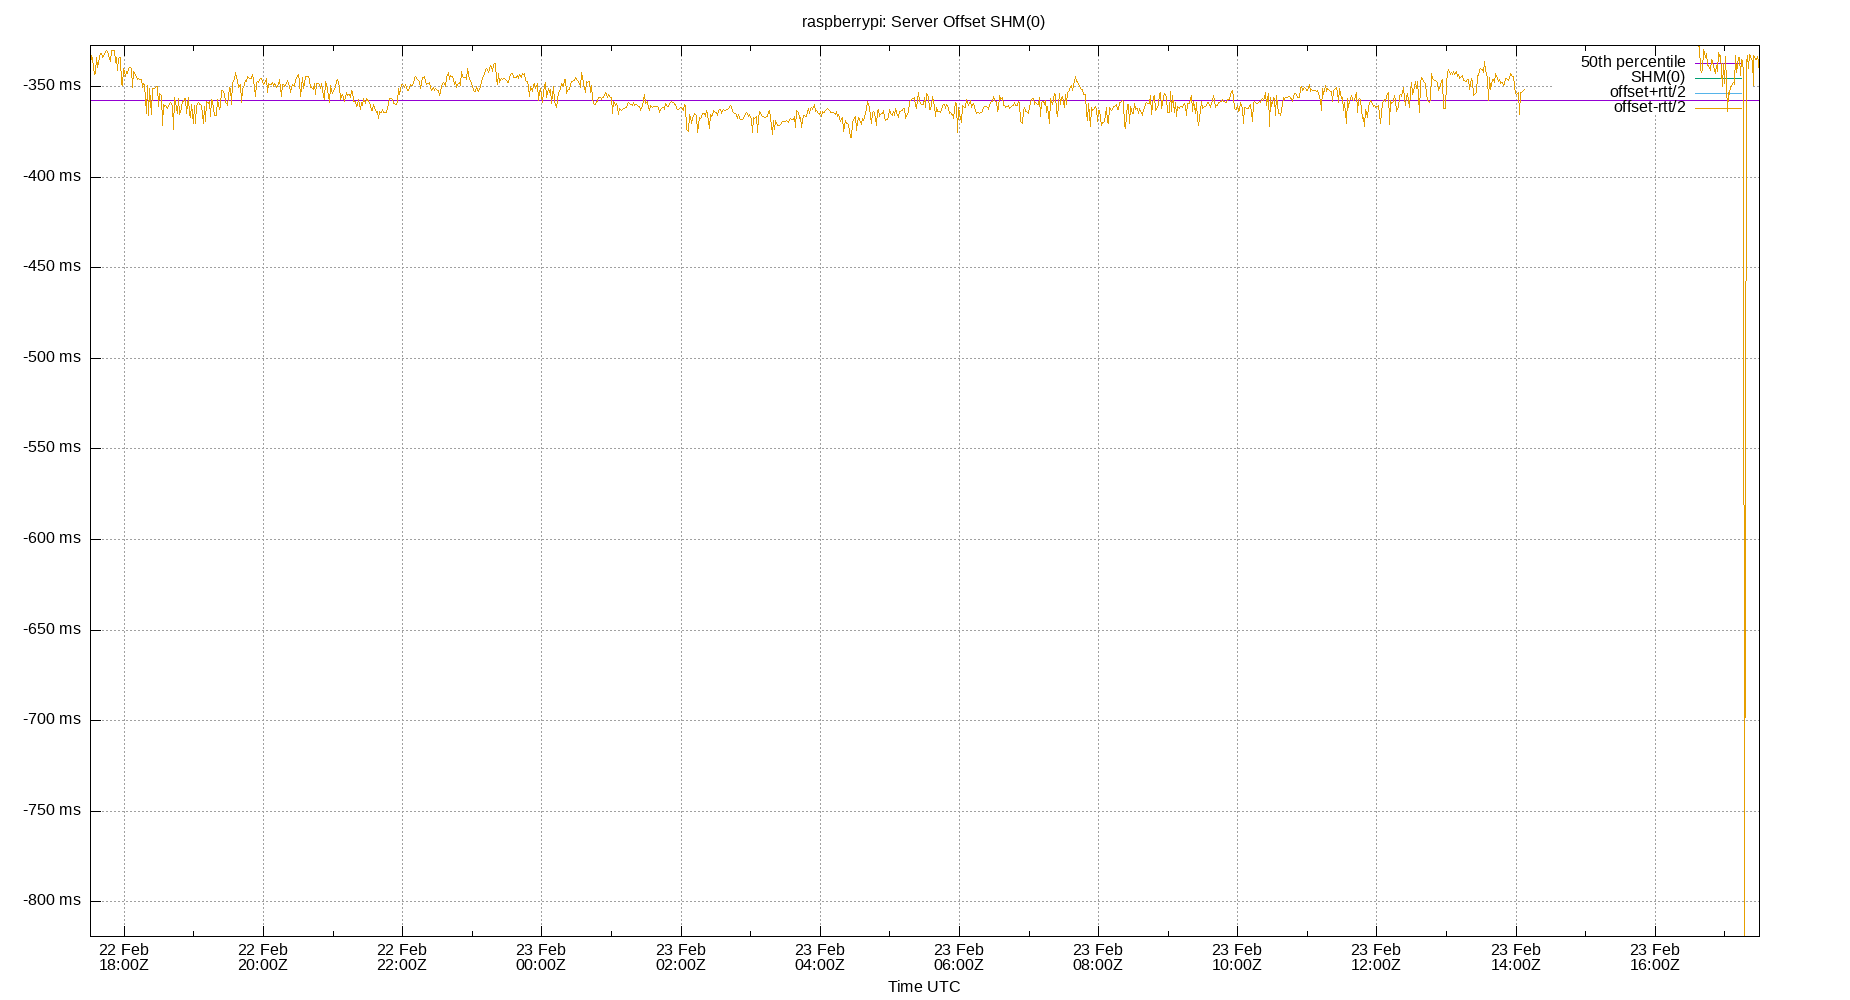 raspberrypi: Server Offset SHM(0)
50th percentile
SHM(0)
offset+rtt/2
offset-rtt/2
-350 ms
-400 ms
-450 ms
-500 ms
-550 ms
-600 ms
-650 ms
-700 ms
-750 ms
-800 ms
22 Feb 22 Feb 22 Feb 23 Feb 23 Feb 23 Feb 23 Feb 23 Feb 23 Feb 23 Feb 23 Feb 23 Feb
18:00Z 20:00Z 22:00Z 00:00Z 02:00Z 04:00Z 06:00Z 08:00Z 10:00Z 12:00Z 14:00Z 16:00Z
Time UTC